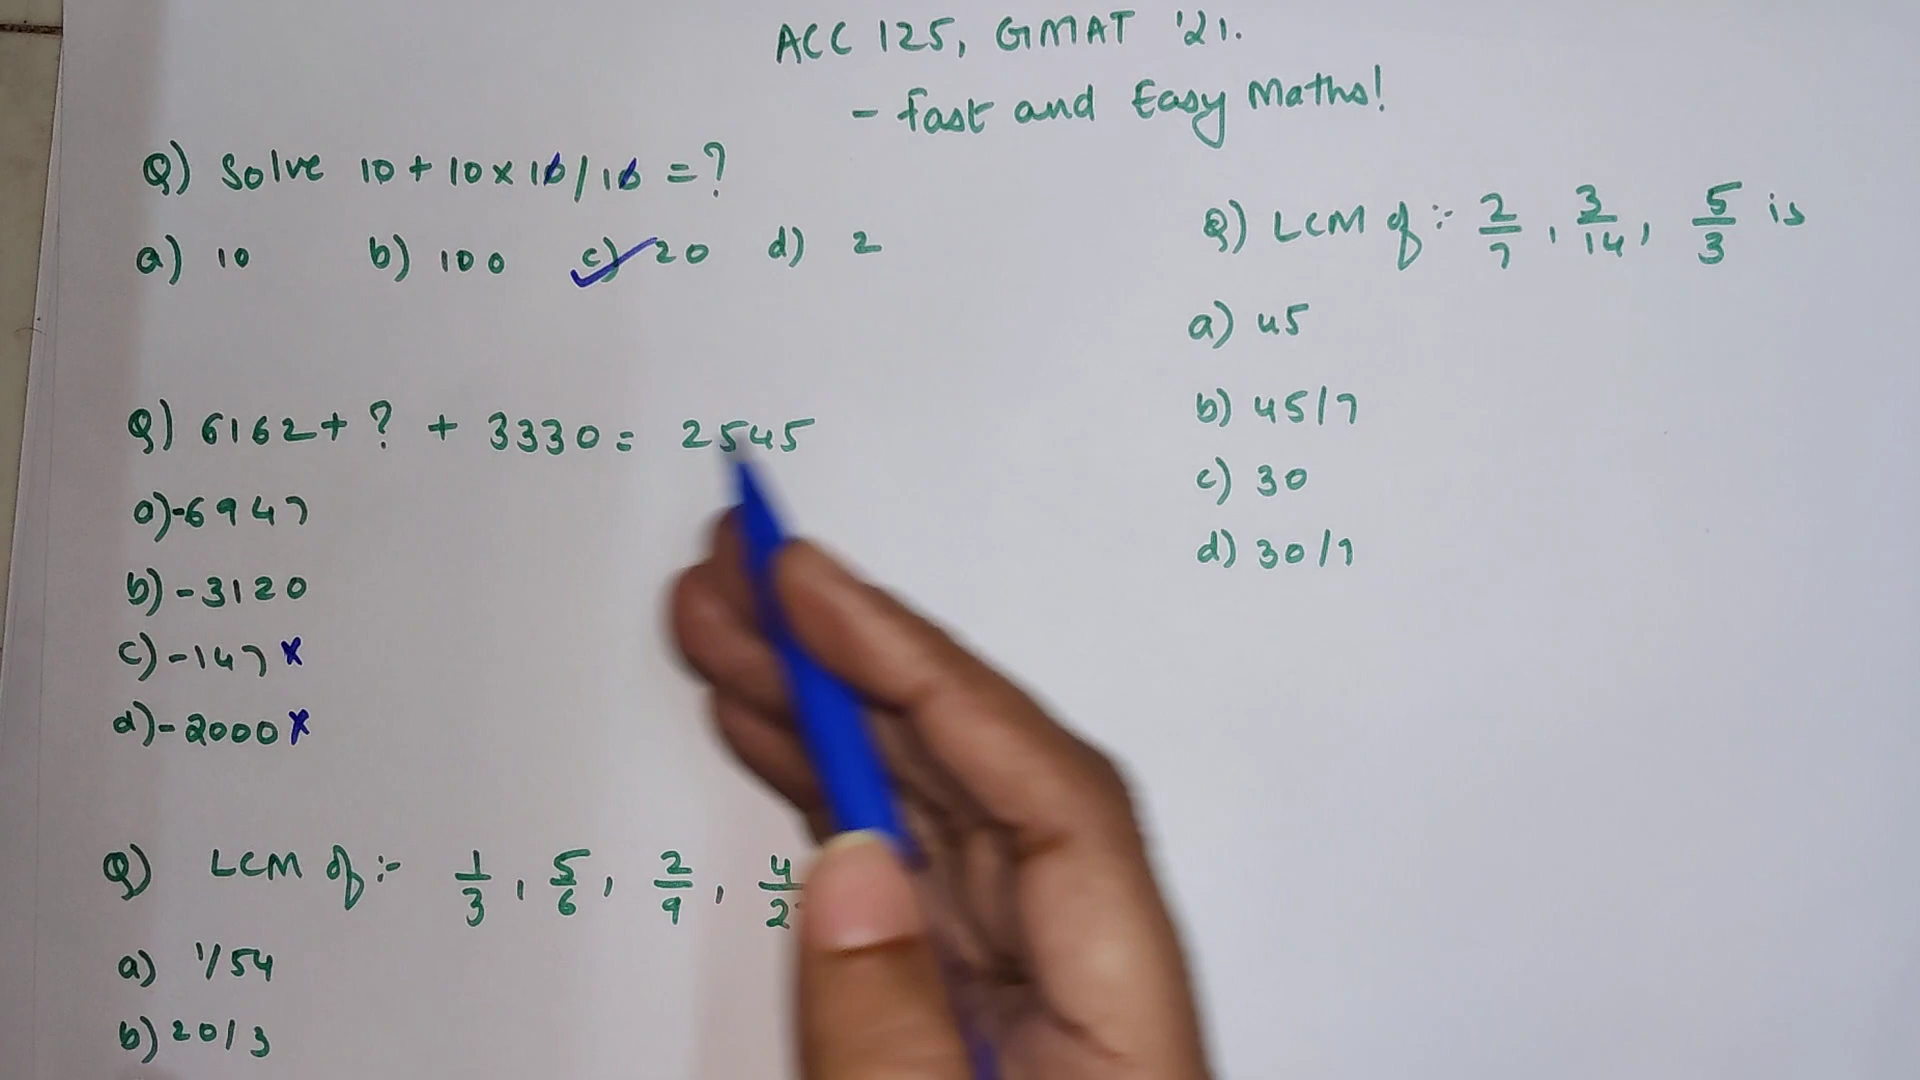 ACC 125, GMAT '21.
- fast and Easy Maths!
Q) Solve 10 + 10 x 10/10 = ?
a) 10 b) 100 c) 20 d) 2
Q) 6162 + ? + 3330 = 2545
a) -6947
b) -3120
c) -147 x
d) -2000 x
Q) LCM of :- 1/3, 5/6, 2/9, 4/2
a) 1/54
b) 20/3
Q) LCM of :- 2/7, 3/14, 5/3 is
a) 45
b) 45/7
c) 30
d) 30/7